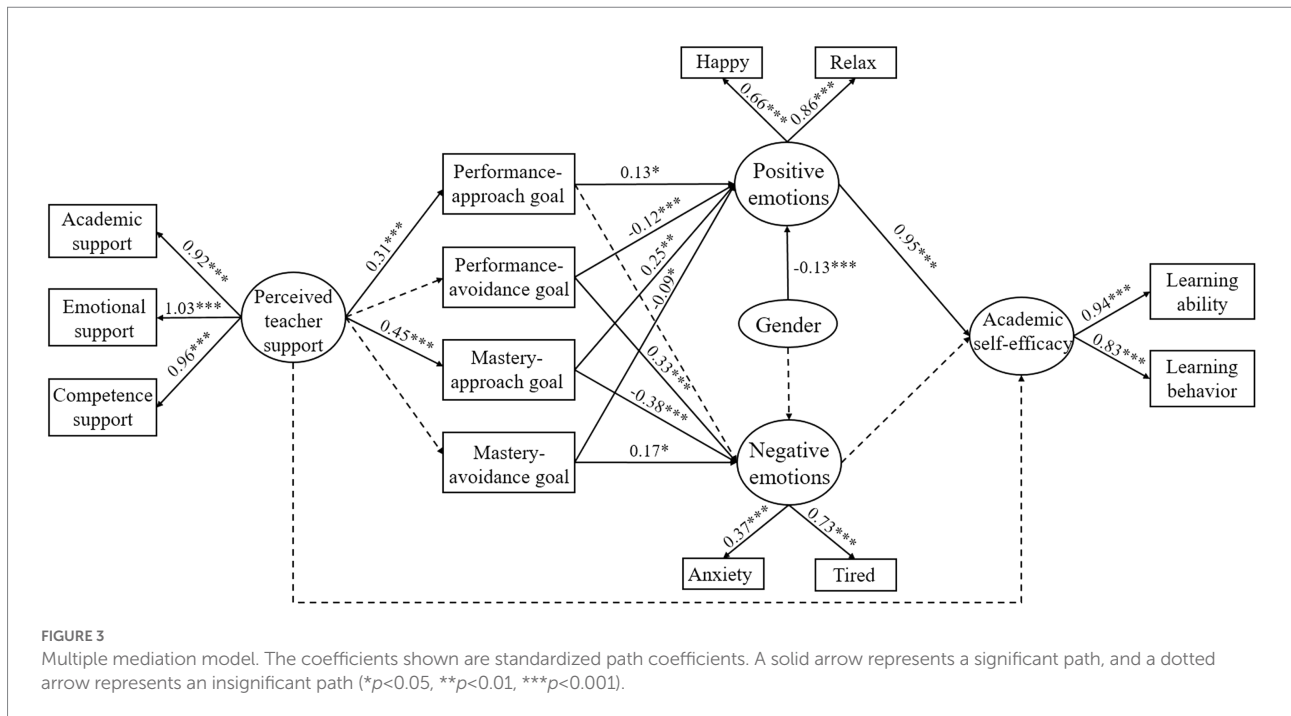 Happy
Relax
0.66***
0.86***
Performance-
approach goal
0.13*
Positive
emotions
Academic
support
0.92***
0.31***
-0.12***
0.25**
-0.09*
0.95***
Performance-
avoidance goal
-0.13***
Emotional
support
1.03***
Perceived
teacher
support
Gender
Academic
self-efficacy
0.94***
Learning
ability
0.45***
Mastery-
approach goal
0.33***
-0.38***
0.83***
Learning
behavior
0.96***
Competence
support
Mastery-
avoidance goal
0.17*
Negative
emotions
0.37***
0.73***
Anxiety
Tired
FIGURE 3
Multiple mediation model. The coefficients shown are standardized path coefficients. A solid arrow represents a significant path, and a dotted
arrow represents an insignificant path (*p<0.05, **p<0.01, ***p<0.001).